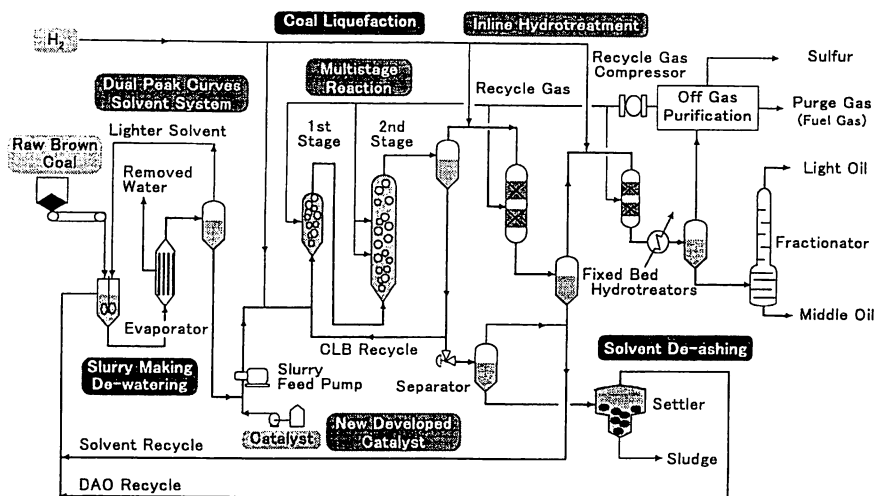 Coal Liquefaction
Inline Hydrotreatment
H2
Recycle Gas
Compressor
Sulfur
Dual Peak Curves
Solvent System
Multistage
Reaction
Recycle Gas
Off Gas
Purification
Purge Gas
(Fuel Gas)
Lighter Solvent
1st
Stage
2nd
Stage
Raw Brown
Coal
Removed
Water
Light Oil
Fractionator
Fixed Bed
Hydrotreators
Evaporator
Middle Oil
CLB Recycle
Solvent De-ashing
Slurry Making
De-watering
Slurry
Feed Pump
Separator
Settler
Catalyst
New Developed
Catalyst
Solvent Recycle
Sludge
DAO Recycle